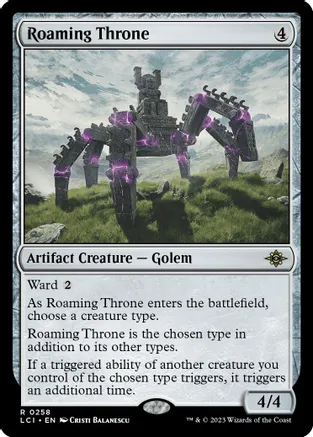 Roaming Throne 4
Artifact Creature — Golem
Ward 2
As Roaming Throne enters the battlefield,
choose a creature type.
Roaming Throne is the chosen type in
addition to its other types.
If a triggered ability of another creature you
control of the chosen type triggers, it triggers
an additional time.
4/4
R 0258
LCI • EN Cristi Balanescu
™ & © 2023 Wizards of the Coast